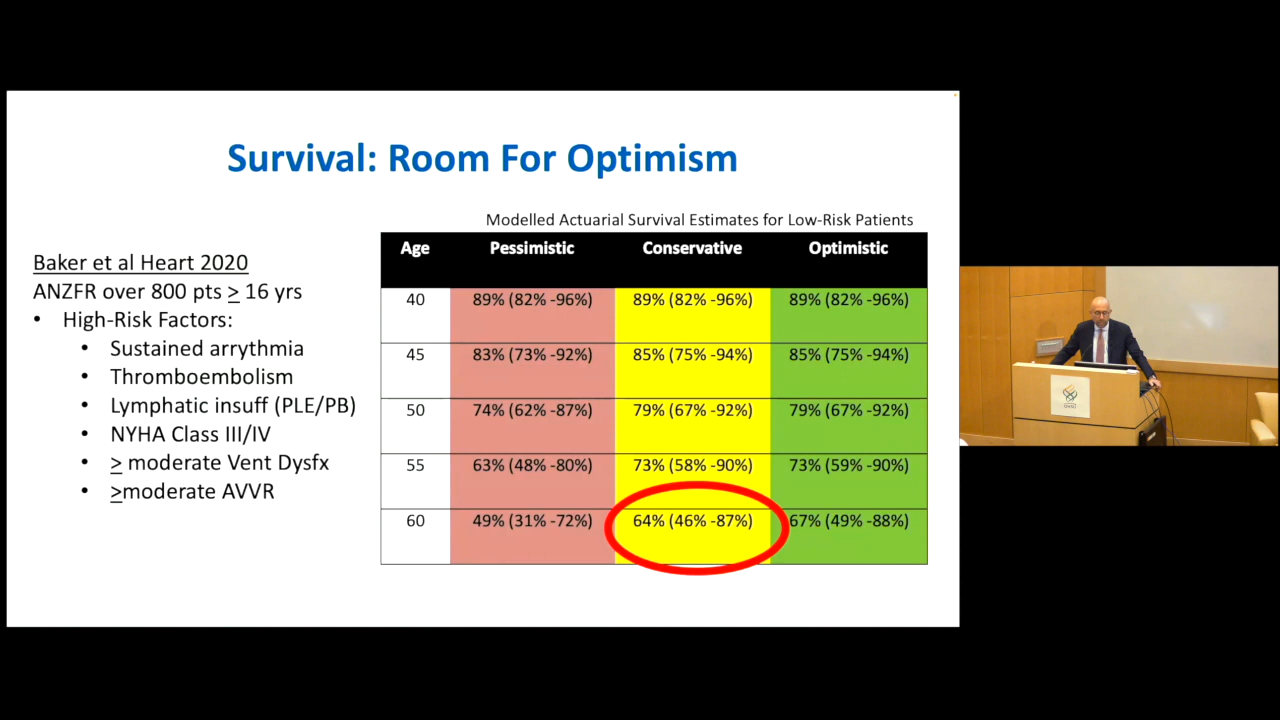 Survival: Room For Optimism
Modelled Actuarial Survival Estimates for Low-Risk Patients
Baker et al Heart 2020
ANZFR over 800 pts > 16 yrs
• High-Risk Factors:
• Sustained arrythmia
• Thromboembolism
• Lymphatic insuff (PLE/PB)
• NYHA Class III/IV
• > moderate Vent Dysfx
• >moderate AVVR
Age Pessimistic Conservative Optimistic
40 89% (82% -96%) 89% (82% -96%) 89% (82% -96%)
45 83% (73% -92%) 85% (75% -94%) 85% (75% -94%)
50 74% (62% -87%) 79% (67% -92%) 79% (67% -92%)
55 63% (48% -80%) 73% (58% -90%) 73% (59% -90%)
60 49% (31% -72%) 64% (46% -87%) 67% (49% -88%)